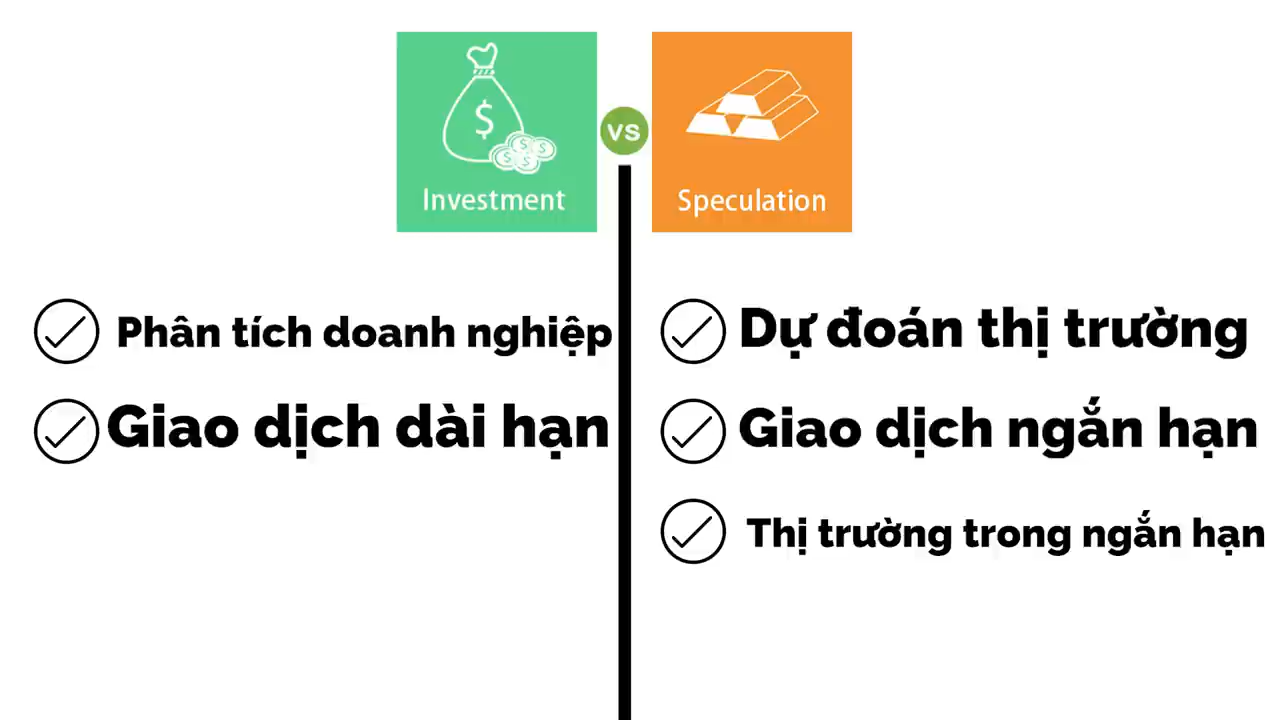 Investment
vs
Speculation
Phân tích doanh nghiệp
Giao dịch dài hạn
Dự đoán thị trường
Giao dịch ngắn hạn
Thị trường trong ngắn hạn